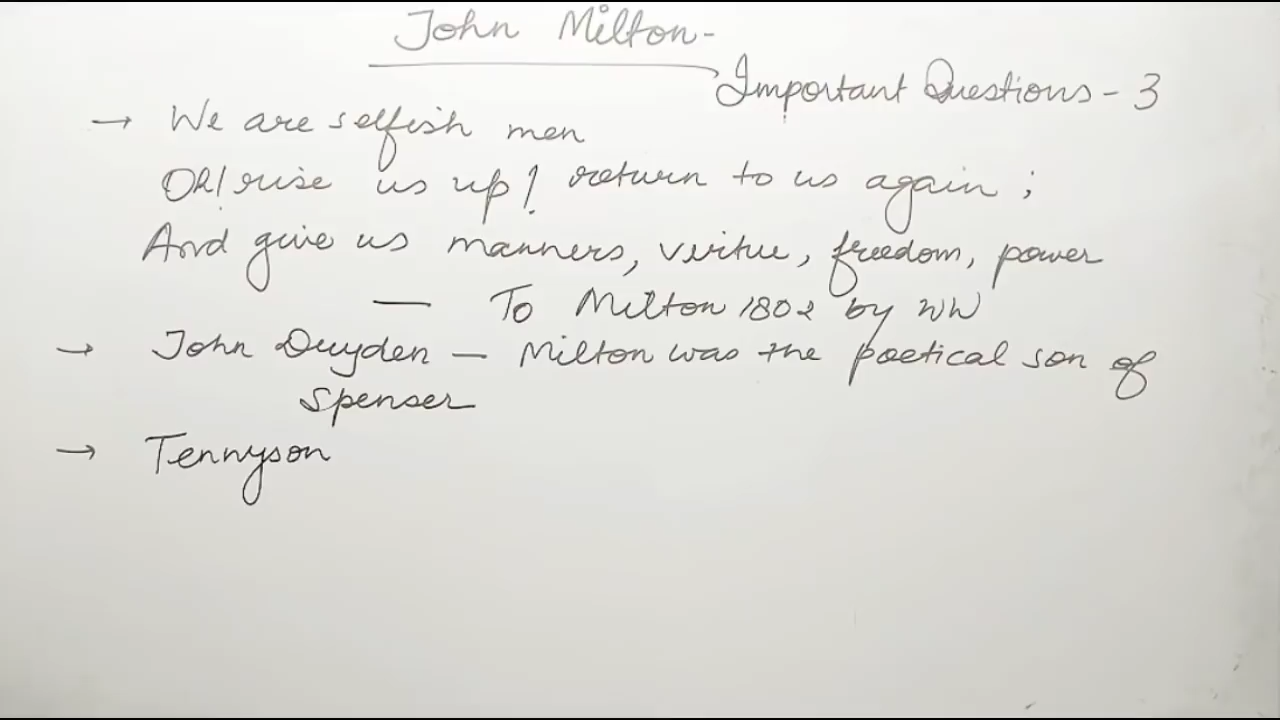 John Milton-
Important Questions - 3
→ We are selfish men
Oh! rise us up! return to us again ;
And give us manners, virtue, freedom, power
— To Milton 1802 by WW
→ John Dryden — Milton was the poetical son of
Spenser
→ Tennyson